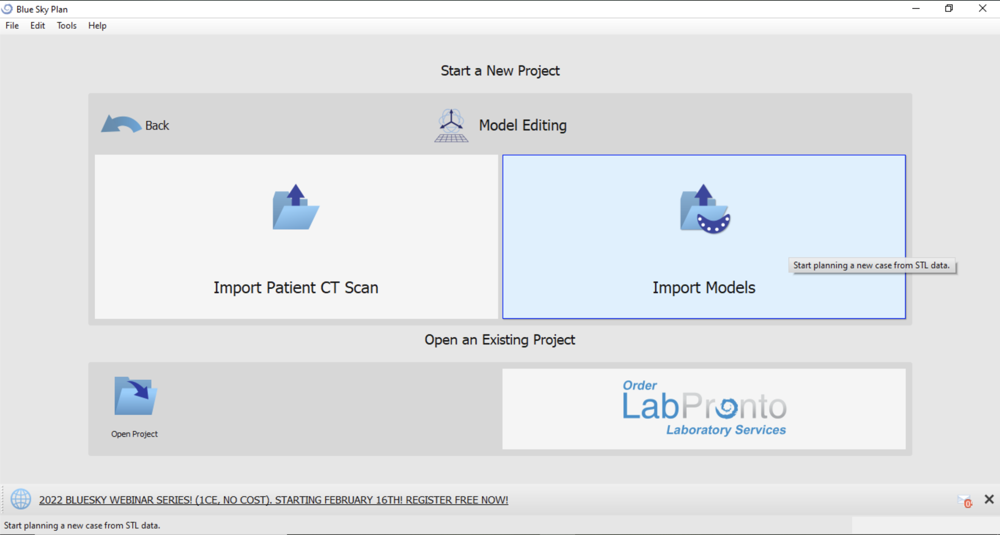 Blue Sky Plan
File Edit Tools Help
Start a New Project
Back
Model Editing
Import Patient CT Scan
Import Models
Start planning a new case from STL data.
Open an Existing Project
Open Project
Order
LabPronto
Laboratory Services
2022 BLUESKY WEBINAR SERIES! (1CE, NO COST). STARTING FEBRUARY 16TH! REGISTER FREE NOW!
0
Start planning a new case from STL data.